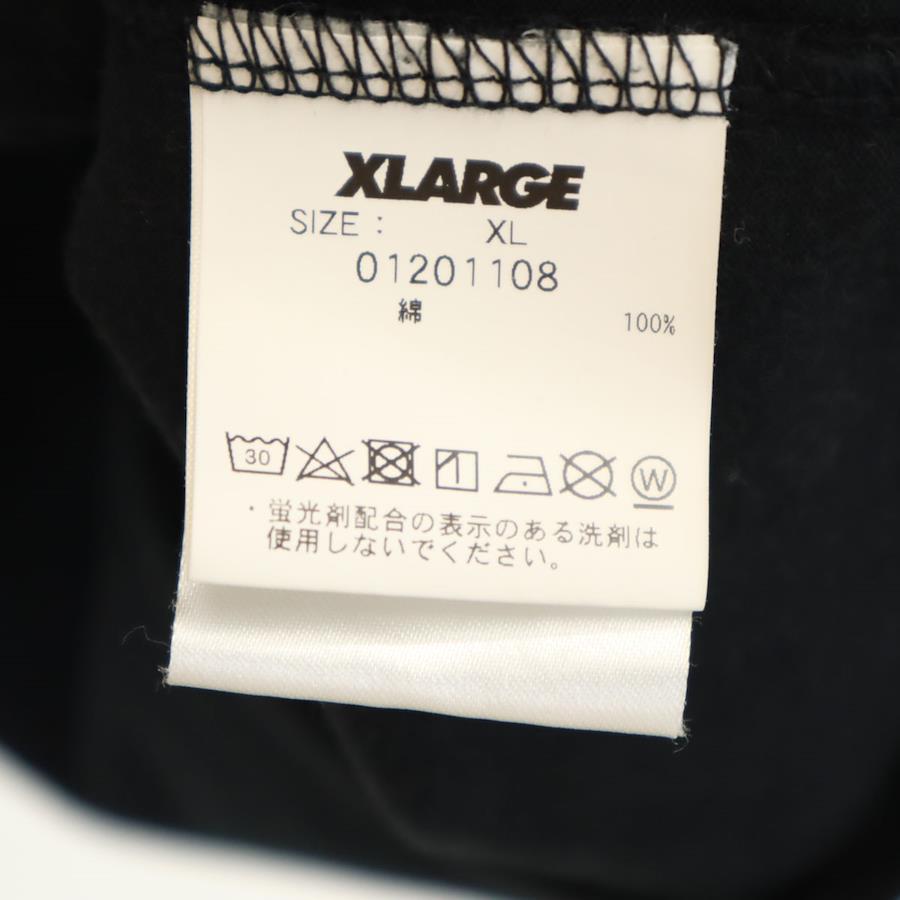 XLARGE
SIZE : XL
01201108
綿 100%
30 W
・蛍光剤配合の表示のある洗剤は
使用しないでください。